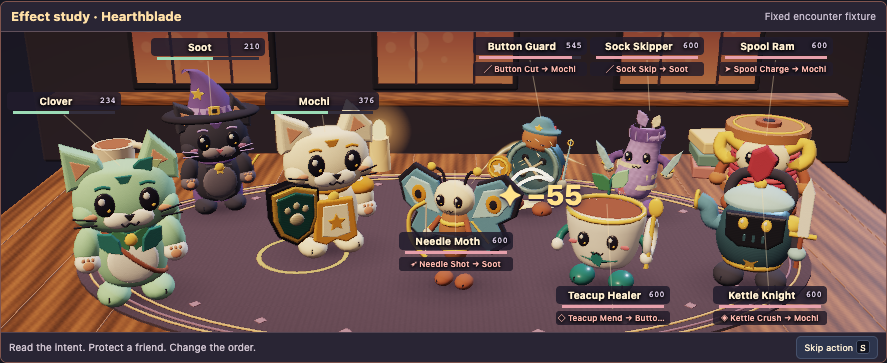 Effect study · Hearthblade
Fixed encounter fixture
Soot 210
Button Guard 545
Button Cut → Mochi
Sock Skipper 600
Sock Skip → Soot
Spool Ram 600
Spool Charge → Mochi
Clover 234
Mochi 376
-55
Needle Moth 600
Needle Shot → Soot
Teacup Healer 600
Teacup Mend → Butto...
Kettle Knight 600
Kettle Crush → Mochi
Read the intent. Protect a friend. Change the order.
Skip action S